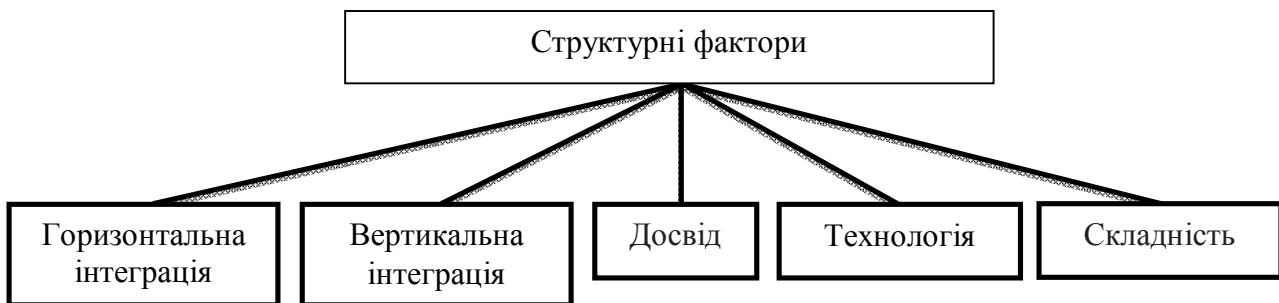 Структурні фактори
Горизонтальна
інтеграція
Вертикальна
інтеграція
Досвід
Технологія
Складність